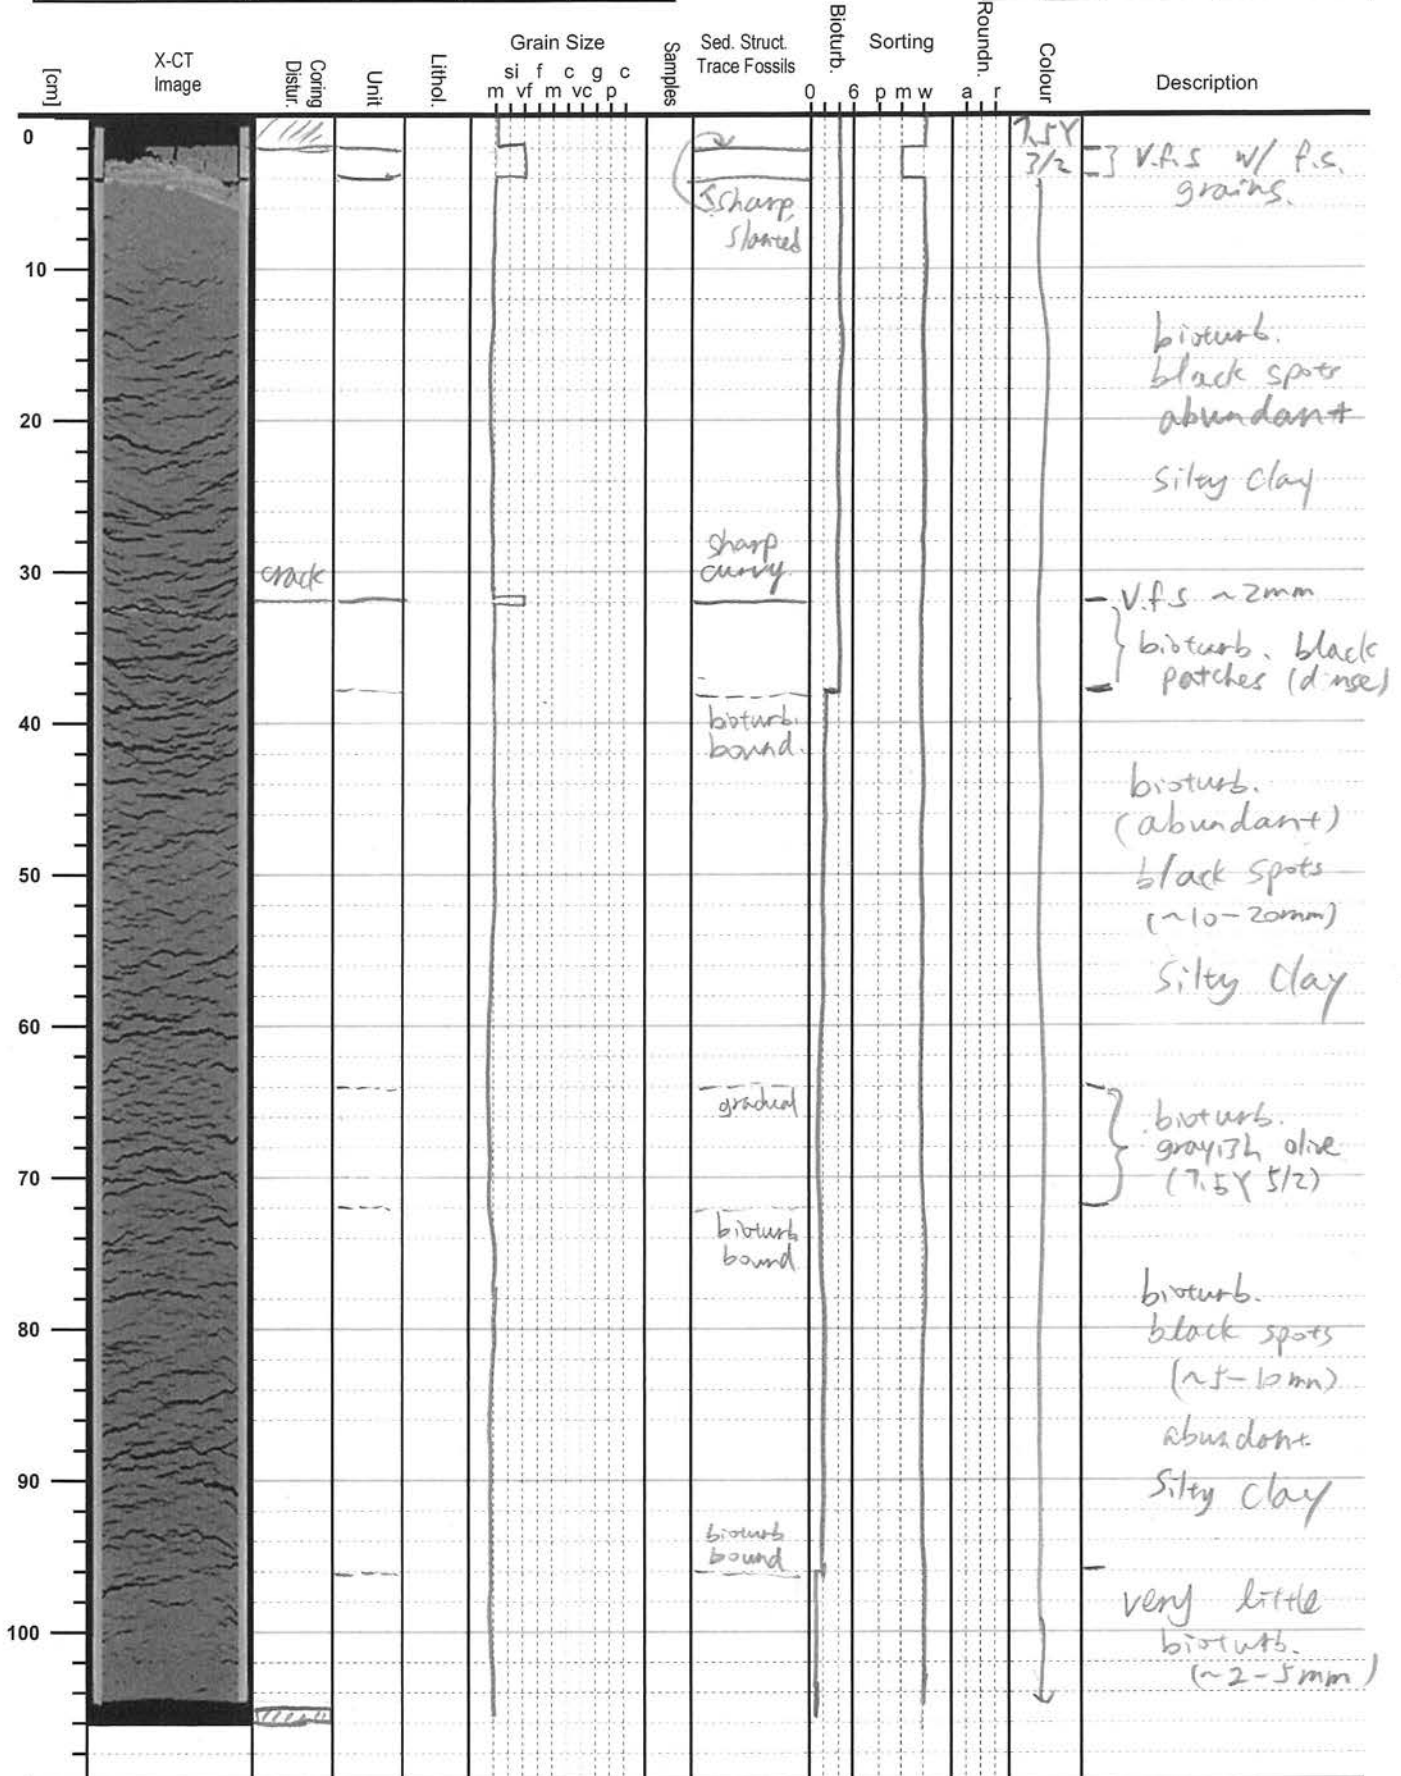 [cm]
X-CT
Image
Coring
Distur.
Unit
Lithol.
Grain Size
si f c g c
m vf m vc p
Samples
Sed. Struct.
Trace Fossils
Bioturb.
0 6
Sorting
p m w
Roundn.
a r
Colour
Description
0
7.5Y
3/2
V.f.s w/ f.s.
grains.
sharp,
slanted
10
bioturb.
black spots
abundant
20
silty clay
sharp
curvy
30
crack
V.f.s ~2mm
bioturb. black
patches (dinse)
40
bioturb.
bound.
bioturb.
(abundant)
50
black spots
(~10-20mm)
silty clay
60
gradual
bioturb.
grayish olive
(7.5Y 5/2)
70
bioturb
bound
bioturb.
80
black spots
(~5-10mm)
abundant
90
Silty clay
bioturb
bound
very little
100
bioturb.
(~2-5mm)